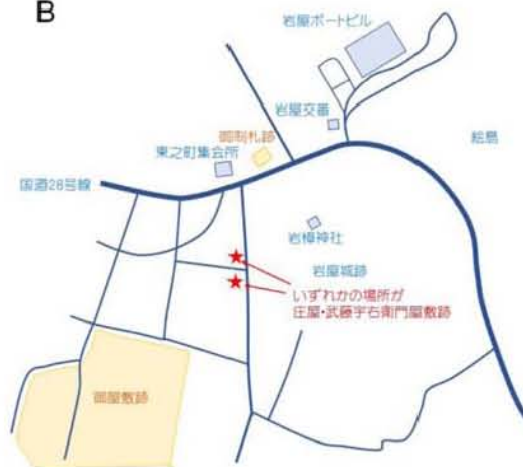 B
岩屋ポートビル
岩屋交番
御制札跡
絵島
東之町集会所
国道28号線
岩樟神社
岩屋城跡
いずれかの場所が
庄屋・武藤宇右衛門屋敷跡
御屋敷跡